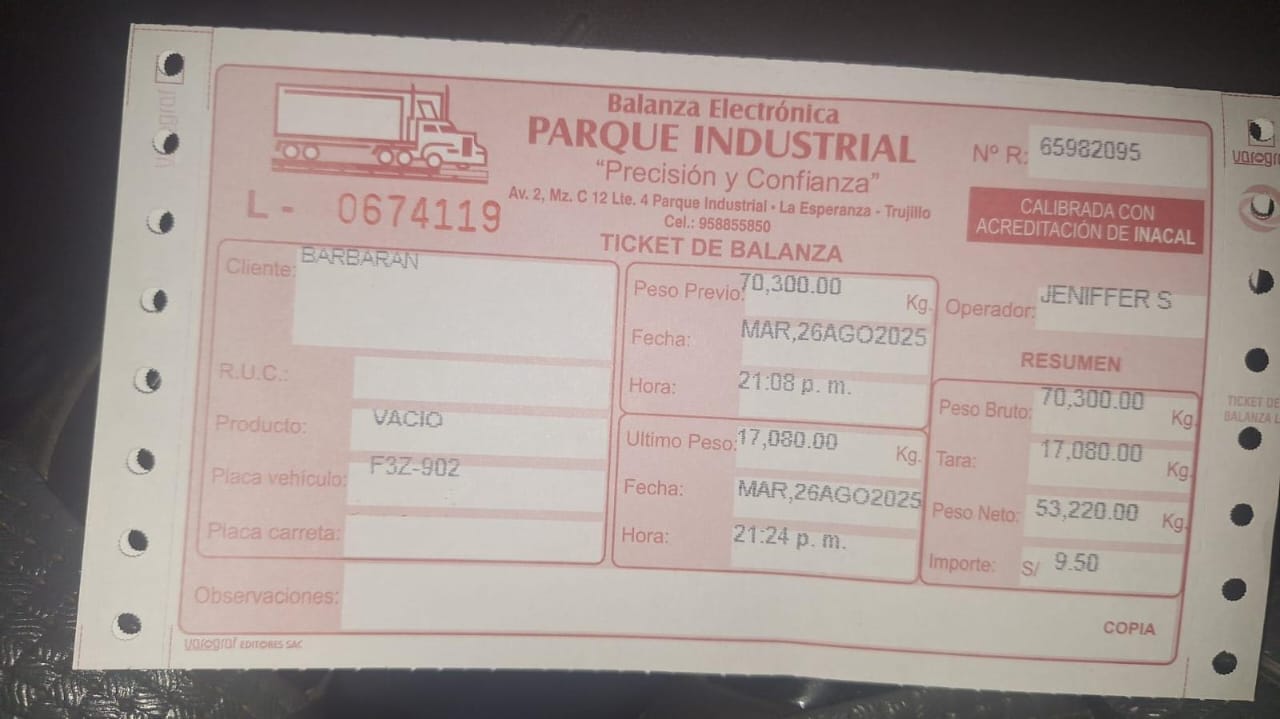 Balanza Electrónica
PARQUE INDUSTRIAL
"Precisión y Confianza"
Av. 2, Mz. C 12 Lte. 4 Parque Industrial - La Esperanza - Trujillo
Cel.: 958855850
TICKET DE BALANZA
Nº R: 65982095
CALIBRADA CON
ACREDITACIÓN DE INACAL
L - 0674119
Cliente: BARBARAN
R.U.C.:
Producto: VACIO
Placa vehículo: F3Z-902
Placa carreta:
Peso Previo: 70,300.00 Kg.
Fecha: MAR,26AGO2025
Hora: 21:08 p. m.
Ultimo Peso: 17,080.00 Kg.
Fecha: MAR,26AGO2025
Hora: 21:24 p. m.
Operador: JENIFFER S
RESUMEN
Peso Bruto: 70,300.00 Kg.
Tara: 17,080.00 Kg.
Peso Neto: 53,220.00 Kg.
Importe: S/ 9.50
Observaciones:
COPIA
varograf EDITORES SAC
TICKET DE
BALANZA L